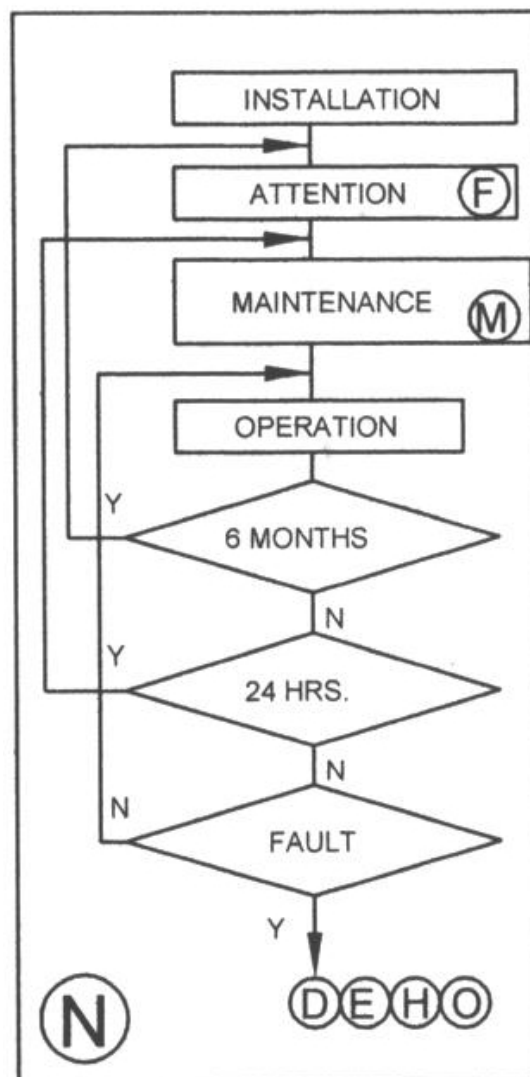 INSTALLATION
ATTENTION F
MAINTENANCE M
OPERATION
Y
6 MONTHS
N
Y
24 HRS.
N
N
FAULT
Y
D E H O
N